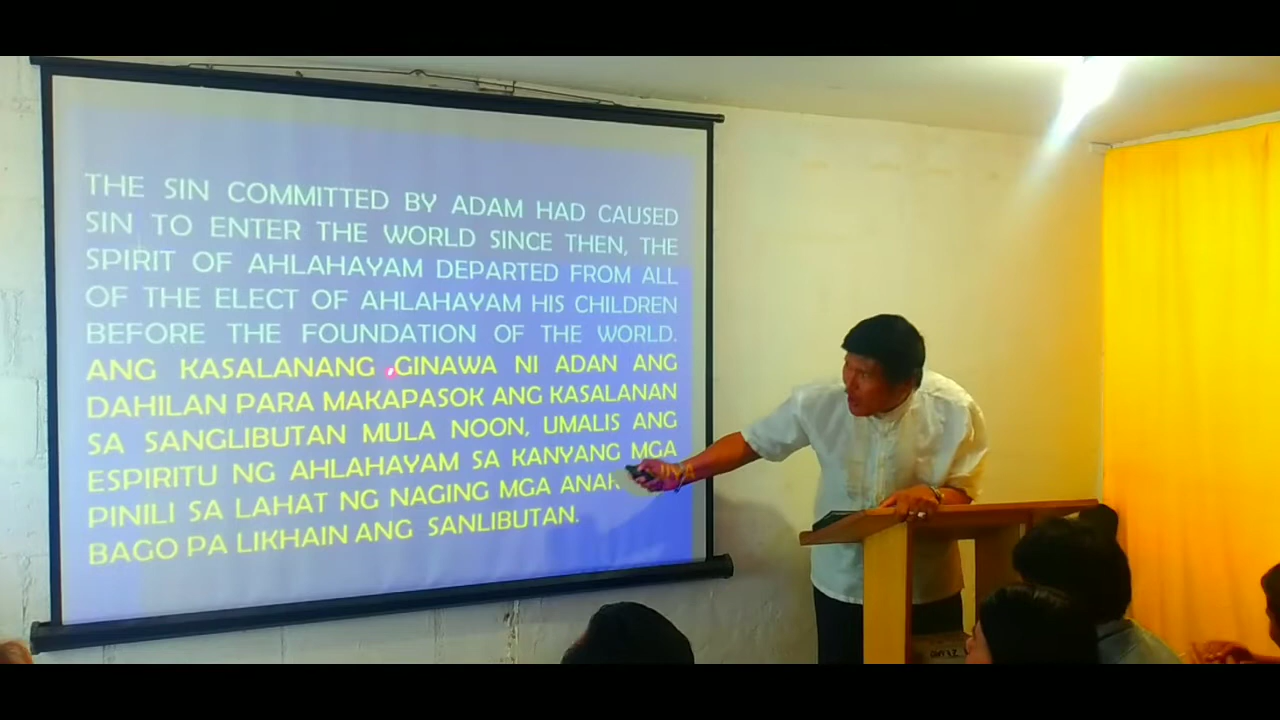 THE SIN COMMITTED BY ADAM HAD CAUSED
SIN TO ENTER THE WORLD SINCE THEN, THE
SPIRIT OF AHLAHAYAM DEPARTED FROM ALL
OF THE ELECT OF AHLAHAYAM HIS CHILDREN
BEFORE THE FOUNDATION OF THE WORLD.
ANG KASALANANG GINAWA NI ADAN ANG
DAHILAN PARA MAKAPASOK ANG KASALANAN
SA SANGLIBUTAN MULA NOON, UMALIS ANG
ESPIRITU NG AHLAHAYAM SA KANYANG MGA
PINILI SA LAHAT NG NAGING MGA ANAK NIYA
BAGO PA LIKHAIN ANG SANLIBUTAN.